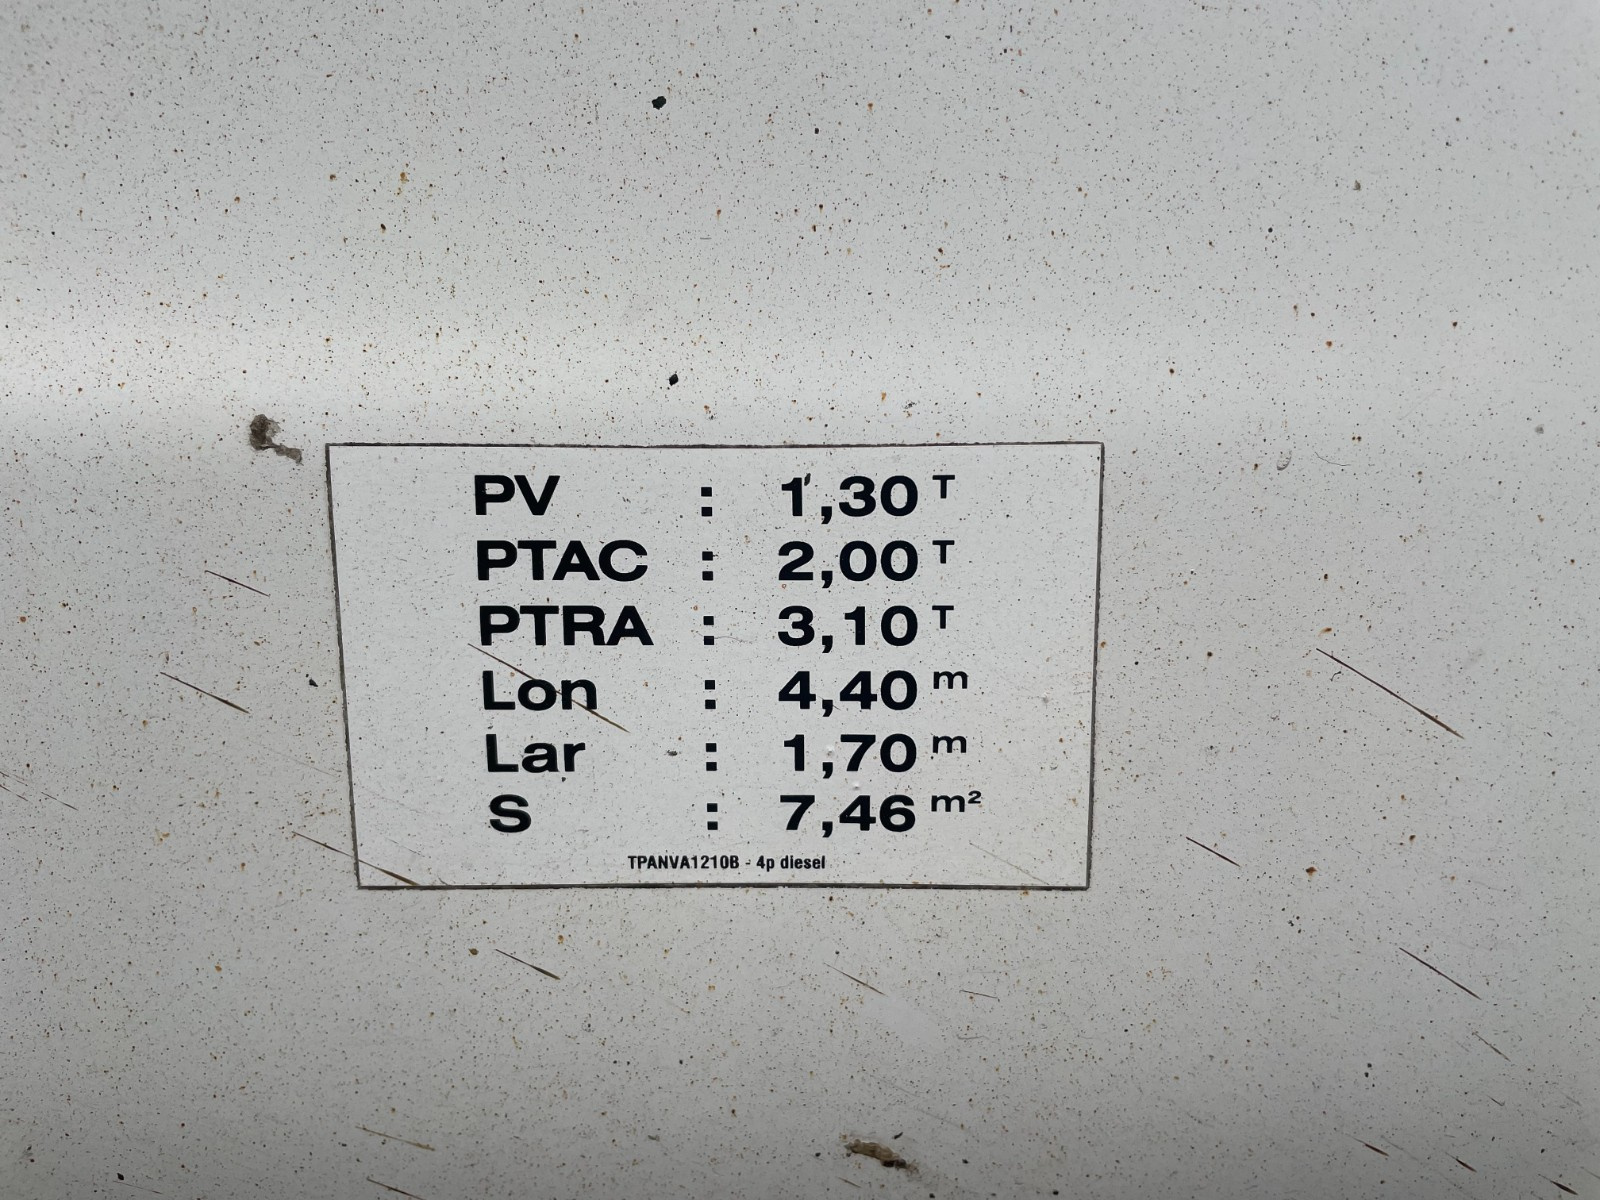 PV : 1,30 T
PTAC : 2,00 T
PTRA : 3,10 T
Lon : 4,40 m
Lar : 1,70 m
S : 7,46 m²
TPANVA1210B - 4p diesel